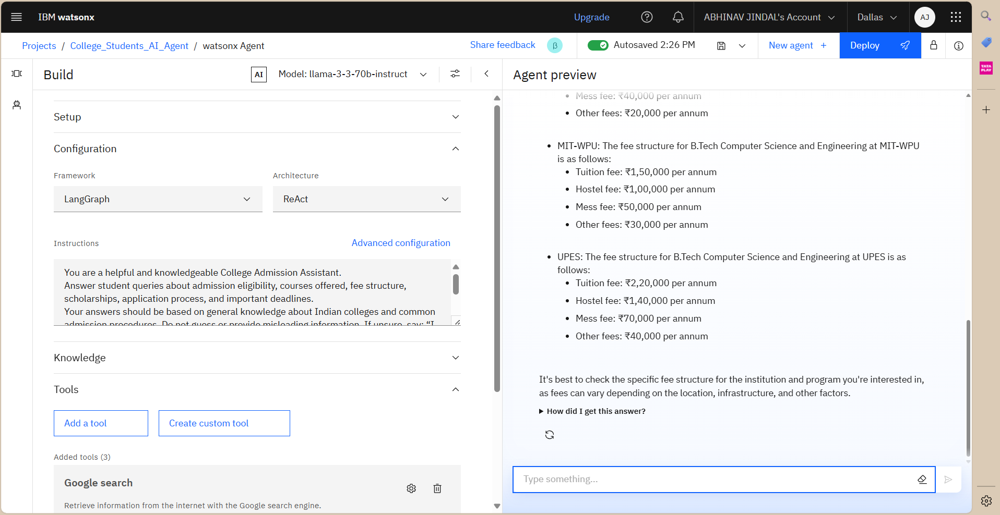 IBM watsonx
Upgrade
ABHINAV JINDAL's Account
Dallas
AJ
Projects / College_Students_AI_Agent / watsonx Agent
Share feedback
β
Autosaved 2:26 PM
New agent +
Deploy
Build
AI
Model: llama-3-3-70b-instruct
Setup
Configuration
Framework
Architecture
LangGraph
ReAct
Instructions
Advanced configuration
You are a helpful and knowledgeable College Admission Assistant.
Answer student queries about admission eligibility, courses offered, fee structure,
scholarships, application process, and important deadlines.
Your answers should be based on general knowledge about Indian colleges and common
admission procedures. Do not guess or provide misleading information. If unsure, say: “I
Knowledge
Tools
Add a tool
Create custom tool
Added tools (3)
Google search
Retrieve information from the internet with the Google search engine.
Agent preview
• Mess fee: ₹40,000 per annum
• Other fees: ₹20,000 per annum
• MIT-WPU: The fee structure for B.Tech Computer Science and Engineering at MIT-WPU
is as follows:
• Tuition fee: ₹1,50,000 per annum
• Hostel fee: ₹1,00,000 per annum
• Mess fee: ₹50,000 per annum
• Other fees: ₹30,000 per annum
• UPES: The fee structure for B.Tech Computer Science and Engineering at UPES is as
follows:
• Tuition fee: ₹2,20,000 per annum
• Hostel fee: ₹1,40,000 per annum
• Mess fee: ₹70,000 per annum
• Other fees: ₹40,000 per annum
It's best to check the specific fee structure for the institution and program you're interested in,
as fees can vary depending on the location, infrastructure, and other factors.
How did I get this answer?
Type something...
TATA
PLAY